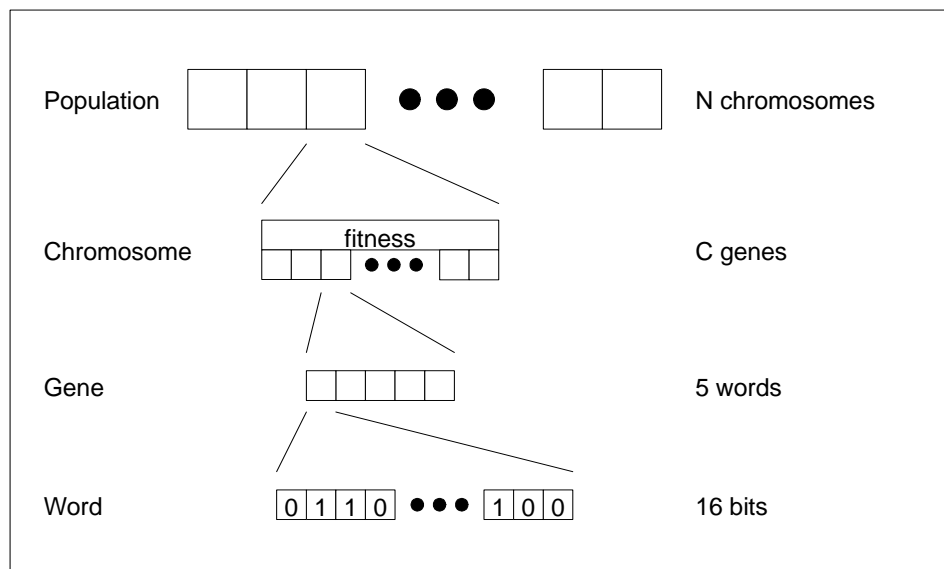 Population N chromosomes
fitness
Chromosome C genes
Gene 5 words
Word 0 1 1 0 1 0 0 16 bits